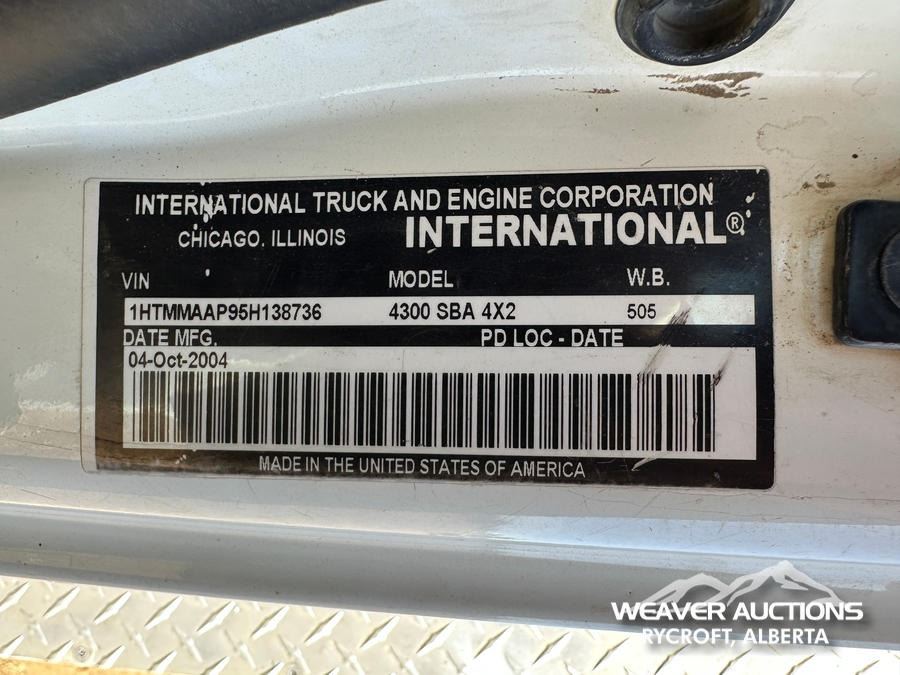 INTERNATIONAL TRUCK AND ENGINE CORPORATION
CHICAGO, ILLINOIS INTERNATIONAL®
VIN MODEL W.B.
1HTMMAAP95H138736 4300 SBA 4X2 505
DATE MFG. PD LOC - DATE
04-Oct-2004
MADE IN THE UNITED STATES OF AMERICA
WEAVER AUCTIONS
RYCROFT, ALBERTA